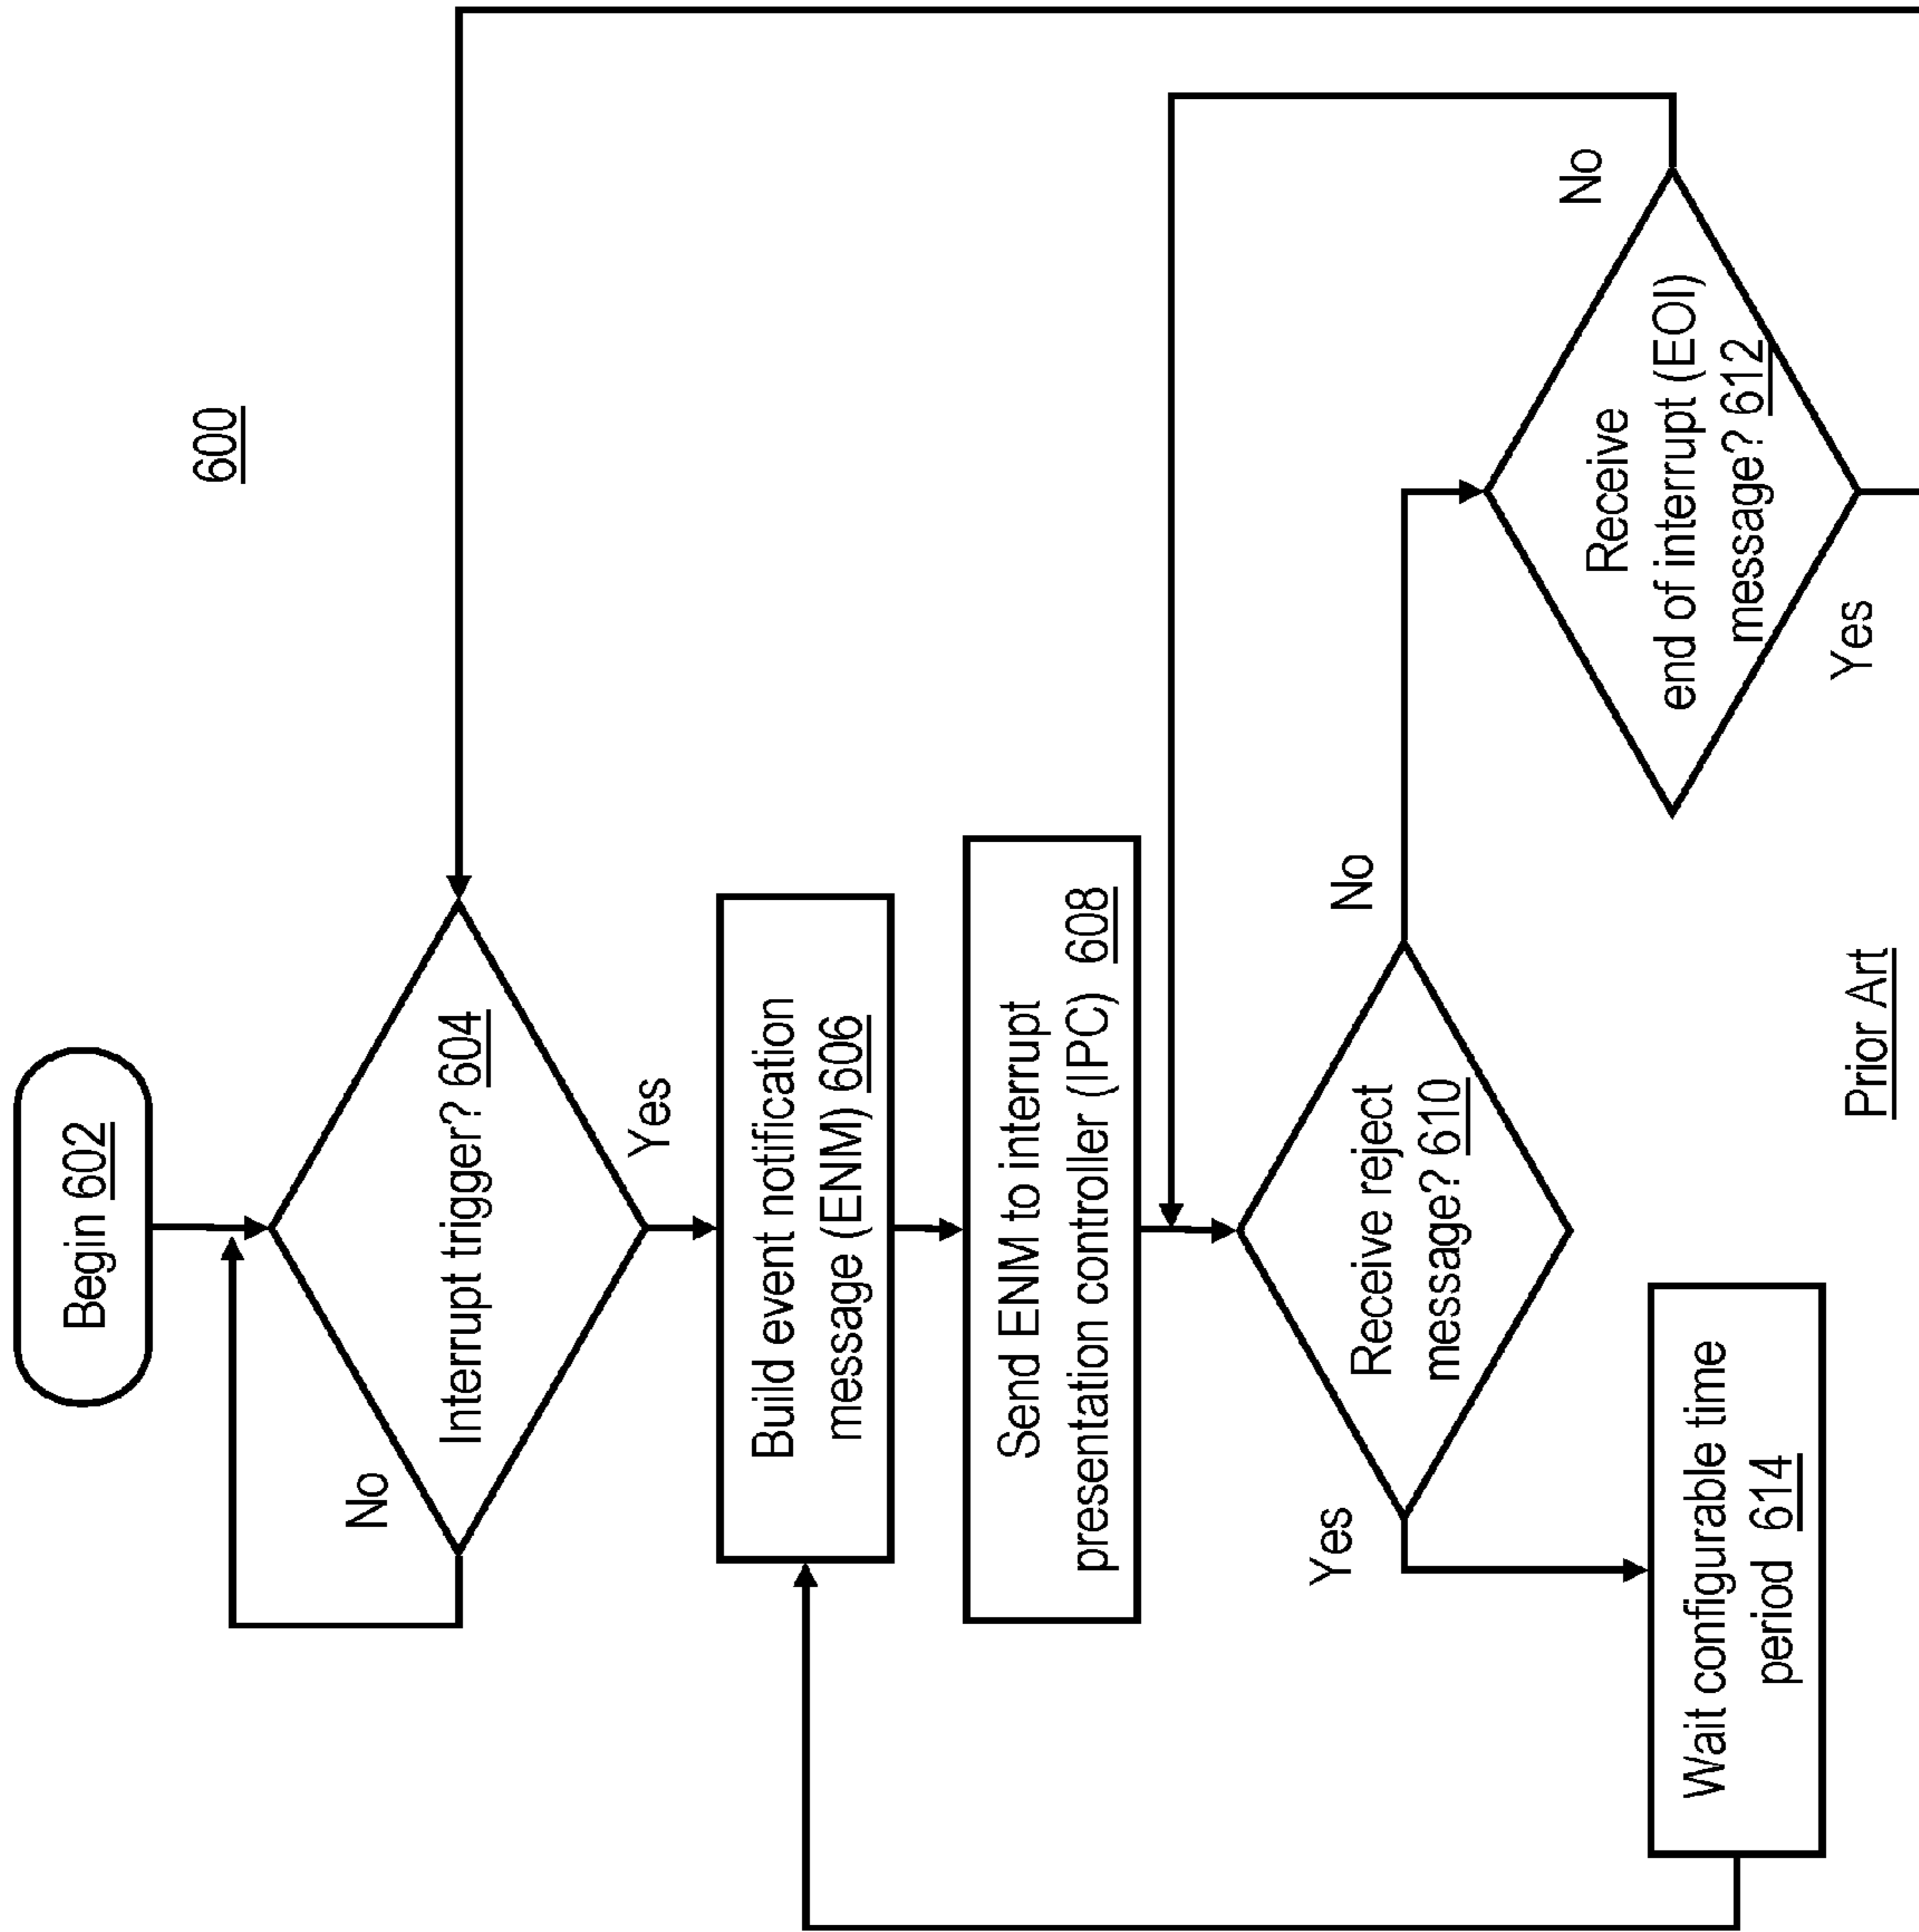 600
Begin 602
Interrupt trigger? 604
No
Yes
Build event notification
message (ENM) 606
Send ENM to interrupt
presentation controller (IPC) 608
Receive reject
message? 610
Yes
No
Receive
end of interrupt (EOI)
message? 612
No
Yes
Wait configurable time
period 614
Prior Art